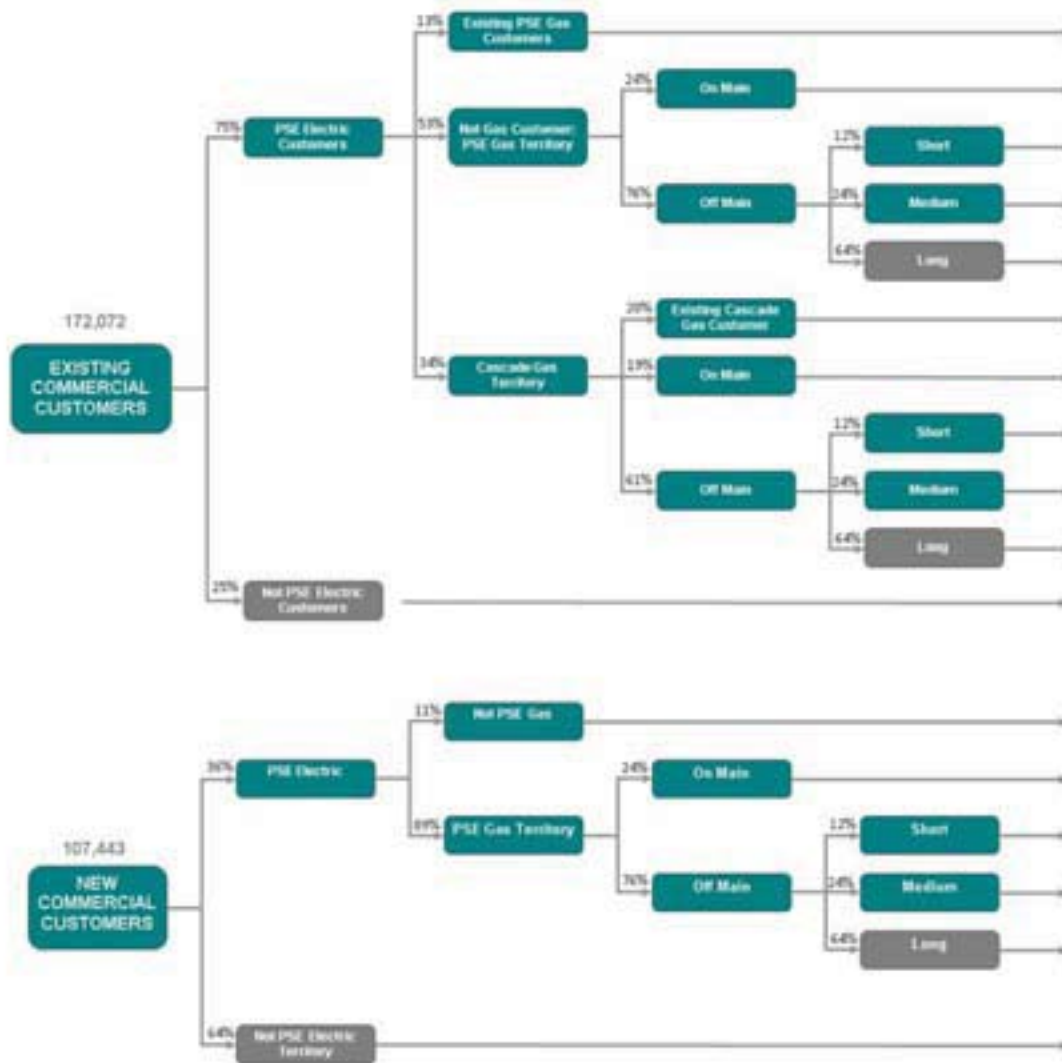 13%
Existing PSE Gas
Customers
24%
On Main
75%
PSE Electric
Customers
53%
Not Gas Customer:
PSE Gas Territory
12%
Short
76%
Off Main
24%
Medium
64%
Long
172,072
EXISTING
COMMERCIAL
CUSTOMERS
20%
Existing Cascade
Gas Customer
34%
Cascade Gas
Territory
19%
On Main
12%
Short
61%
Off Main
24%
Medium
64%
Long
25%
Not PSE Electric
Customers
11%
Not PSE Gas
36%
PSE Electric
24%
On Main
89%
PSE Gas Territory
12%
Short
107,443
NEW
COMMERCIAL
CUSTOMERS
76%
Off Main
24%
Medium
64%
Long
64%
Not PSE Electric
Territory